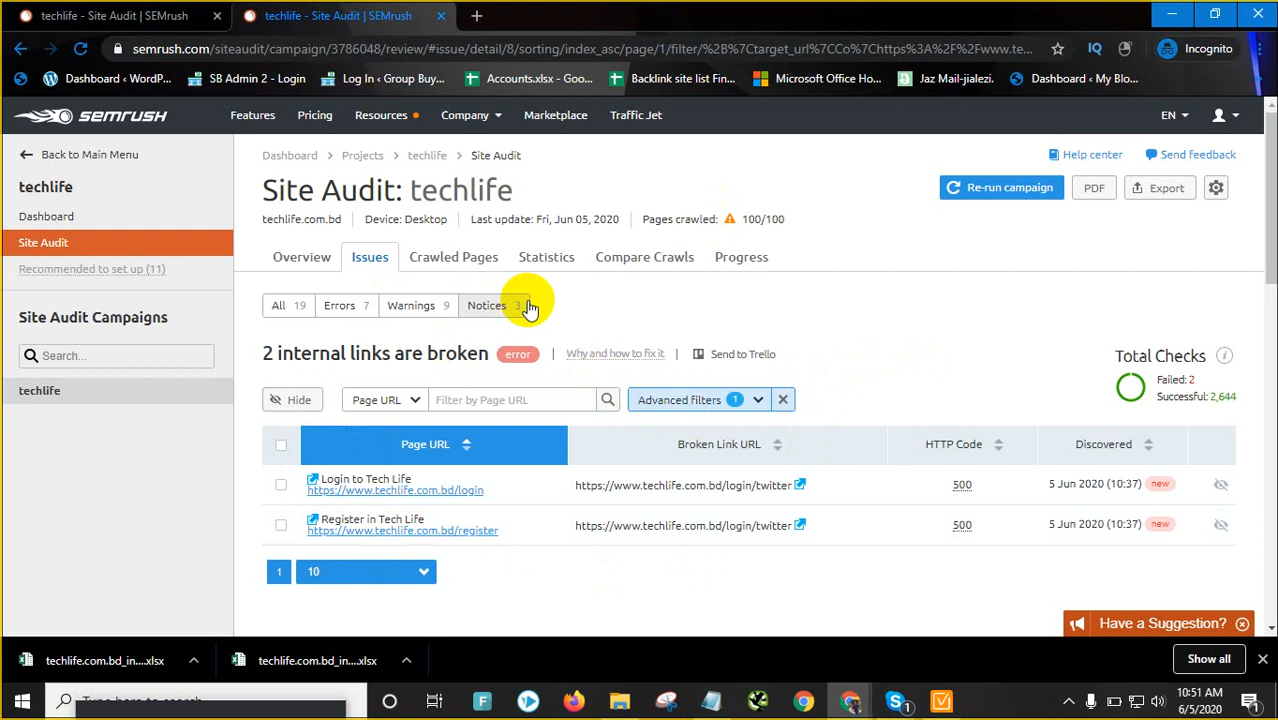 techlife - Site Audit | SEMrush
techlife - Site Audit | SEMrush
semrush.com/siteaudit/campaign/3786048/review/#issue/detail/8/sorting/index_asc/page/1/filter/%2B%7Ctarget_url%7CCo%7Chttps%3A%2F%2Fwww.te...
IQ
Incognito
Dashboard ‹ WordP...
SB Admin 2 - Login
Log In ‹ Group Buy...
Accounts.xlsx - Goo...
Backlink site list Fin...
Microsoft Office Ho...
Jaz Mail-jialezi.
Dashboard ‹ My Blo...
SEMRUSH
Features
Pricing
Resources
Company
Marketplace
Traffic Jet
EN
Back to Main Menu
Dashboard > Projects > techlife > Site Audit
Help center
Send feedback
techlife
Site Audit: techlife
Re-run campaign
PDF
Export
Dashboard
techlife.com.bd
Device: Desktop
Last update: Fri, Jun 05, 2020
Pages crawled: 100/100
Site Audit
Recommended to set up (11)
Overview
Issues
Crawled Pages
Statistics
Compare Crawls
Progress
Site Audit Campaigns
All 19
Errors 7
Warnings 9
Notices 3
Search...
2 internal links are broken
error
Why and how to fix it
Send to Trello
Total Checks i
Failed: 2
Successful: 2,644
techlife
Hide
Page URL
Filter by Page URL
Advanced filters 1
Page URL
Broken Link URL
HTTP Code
Discovered
Login to Tech Life
https://www.techlife.com.bd/login
https://www.techlife.com.bd/login/twitter
500
5 Jun 2020 (10:37) new
Register in Tech Life
https://www.techlife.com.bd/register
https://www.techlife.com.bd/login/twitter
500
5 Jun 2020 (10:37) new
1
10
Have a Suggestion?
techlife.com.bd_in....xlsx
techlife.com.bd_in....xlsx
Show all
Type here to search
F
S
1
10:51 AM
6/5/2020
1